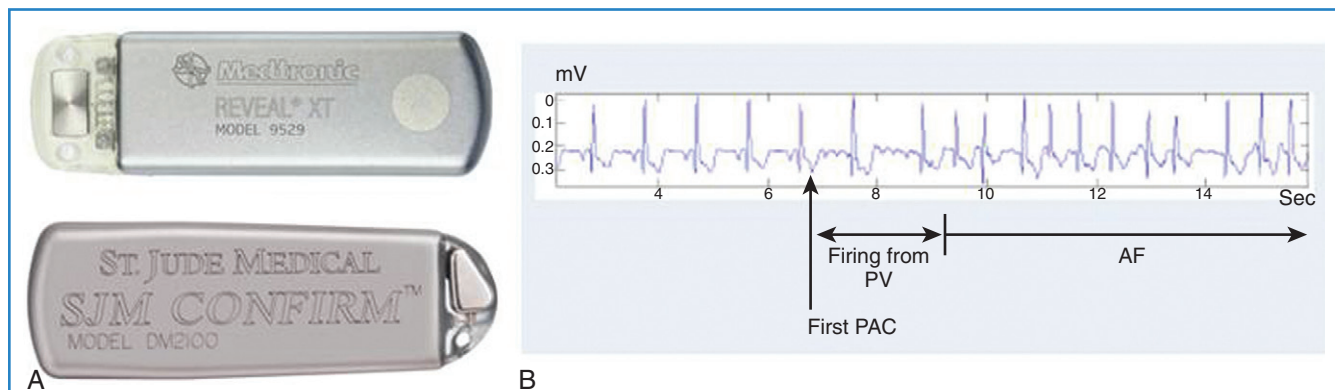 Medtronic
REVEAL® XT
MODEL 9529
ST. JUDE MEDICAL
SJM CONFIRM™
MODEL DM2100
A
mV
0
0.1
0.2
0.3
4 6 8 10 12 14
Sec
Firing from
PV
AF
First PAC
B